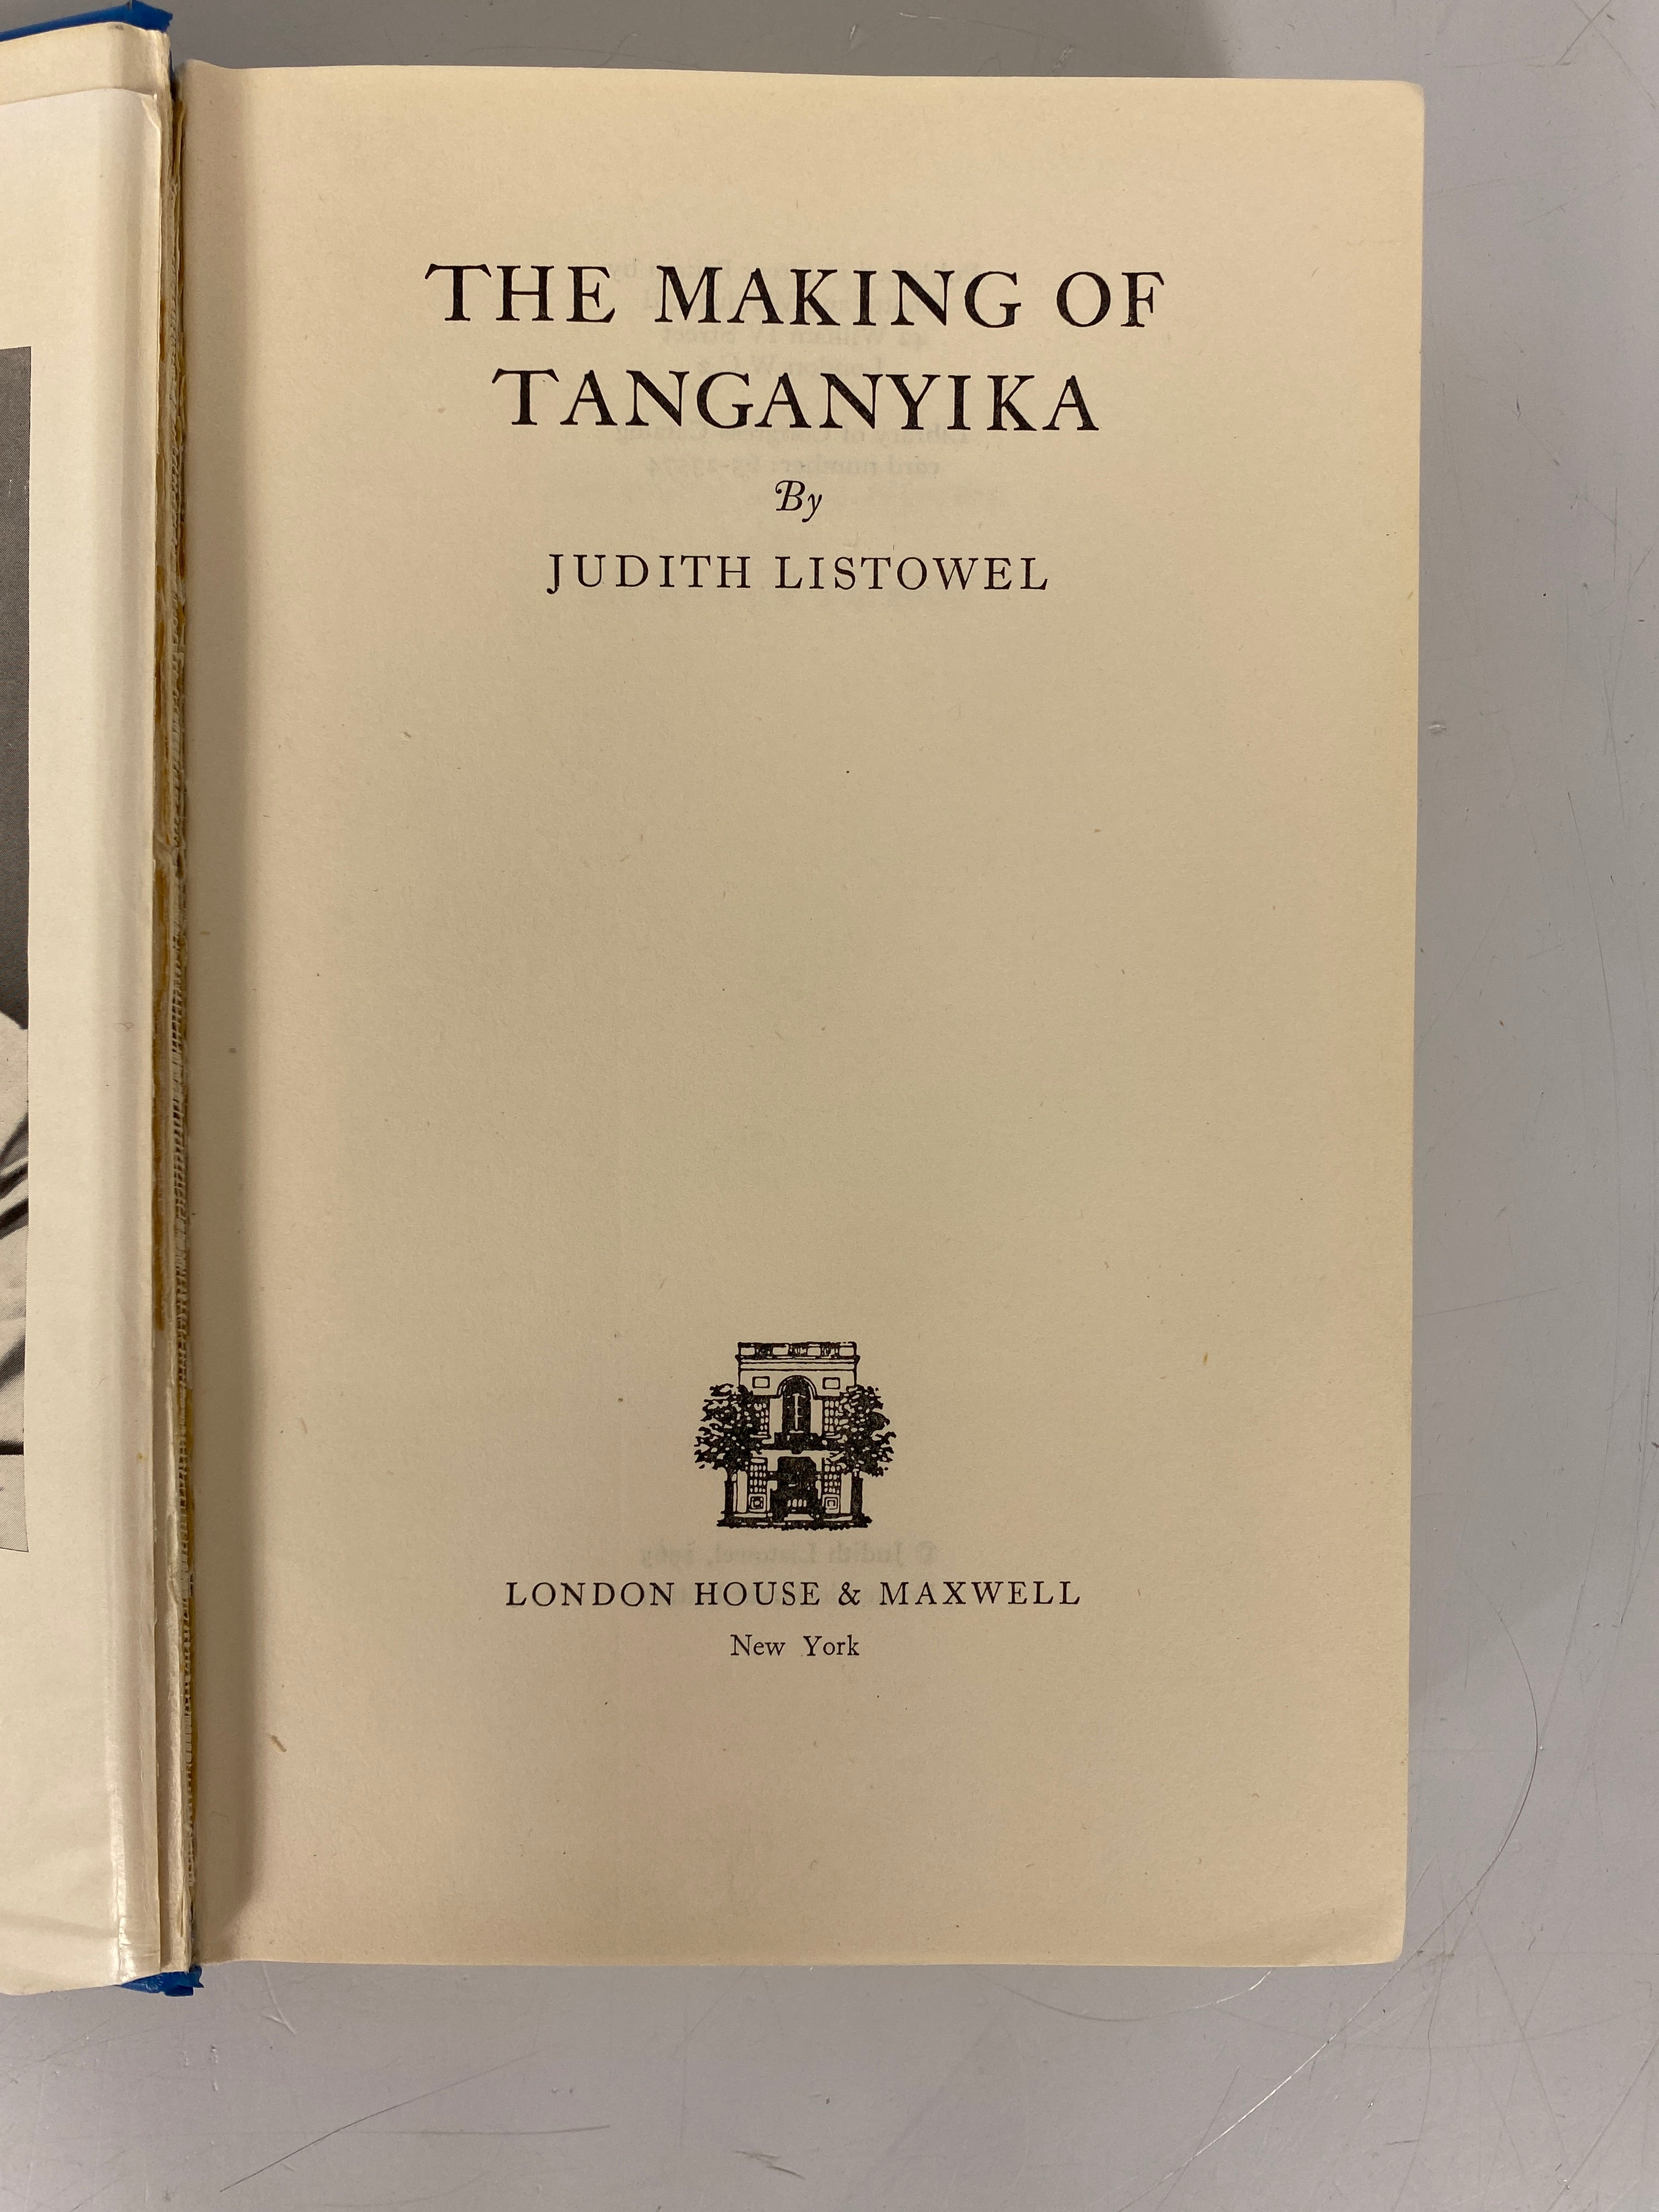 THE MAKING OF
TANGANYIKA
By
JUDITH LISTOWEL
LONDON HOUSE & MAXWELL
New York